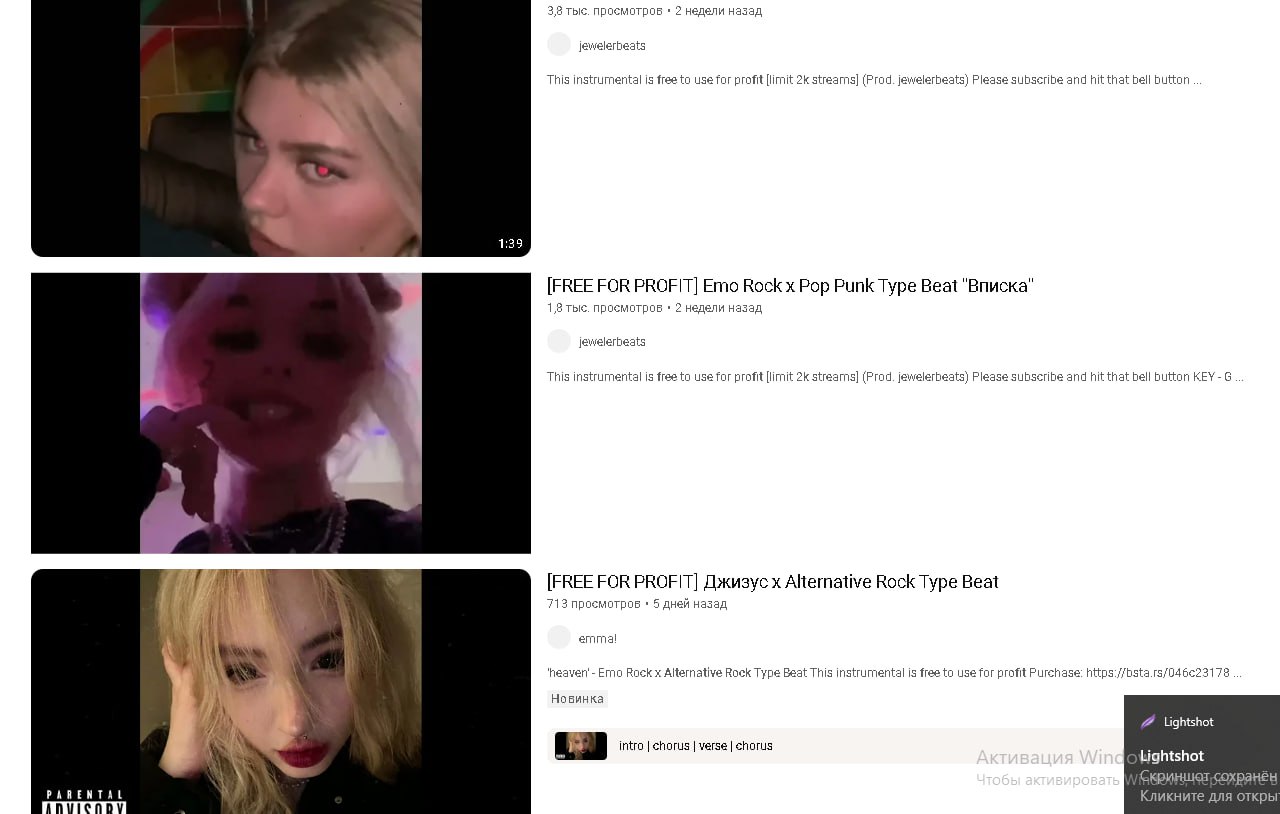 3,8 тыс. просмотров • 2 недели назад
jewelerbeats
This instrumental is free to use for profit [limit 2k streams] (Prod. jewelerbeats) Please subscribe and hit that bell button ...
1:39
[FREE FOR PROFIT] Emo Rock x Pop Punk Type Beat "Вписка"
1,8 тыс. просмотров • 2 недели назад
jewelerbeats
This instrumental is free to use for profit [limit 2k streams] (Prod. jewelerbeats) Please subscribe and hit that bell button KEY - G ...
[FREE FOR PROFIT] Джизус x Alternative Rock Type Beat
713 просмотров • 5 дней назад
emma!
'heaven' - Emo Rock x Alternative Rock Type Beat This instrumental is free to use for profit Purchase: https://bsta.rs/046c23178 ...
Новинка
intro | chorus | verse | chorus
PARENTAL
ADVISORY
Lightshot
Lightshot
Скриншот сохранён
Кликните для откры
Активация Windows
Чтобы активировать Windows, перейдите в